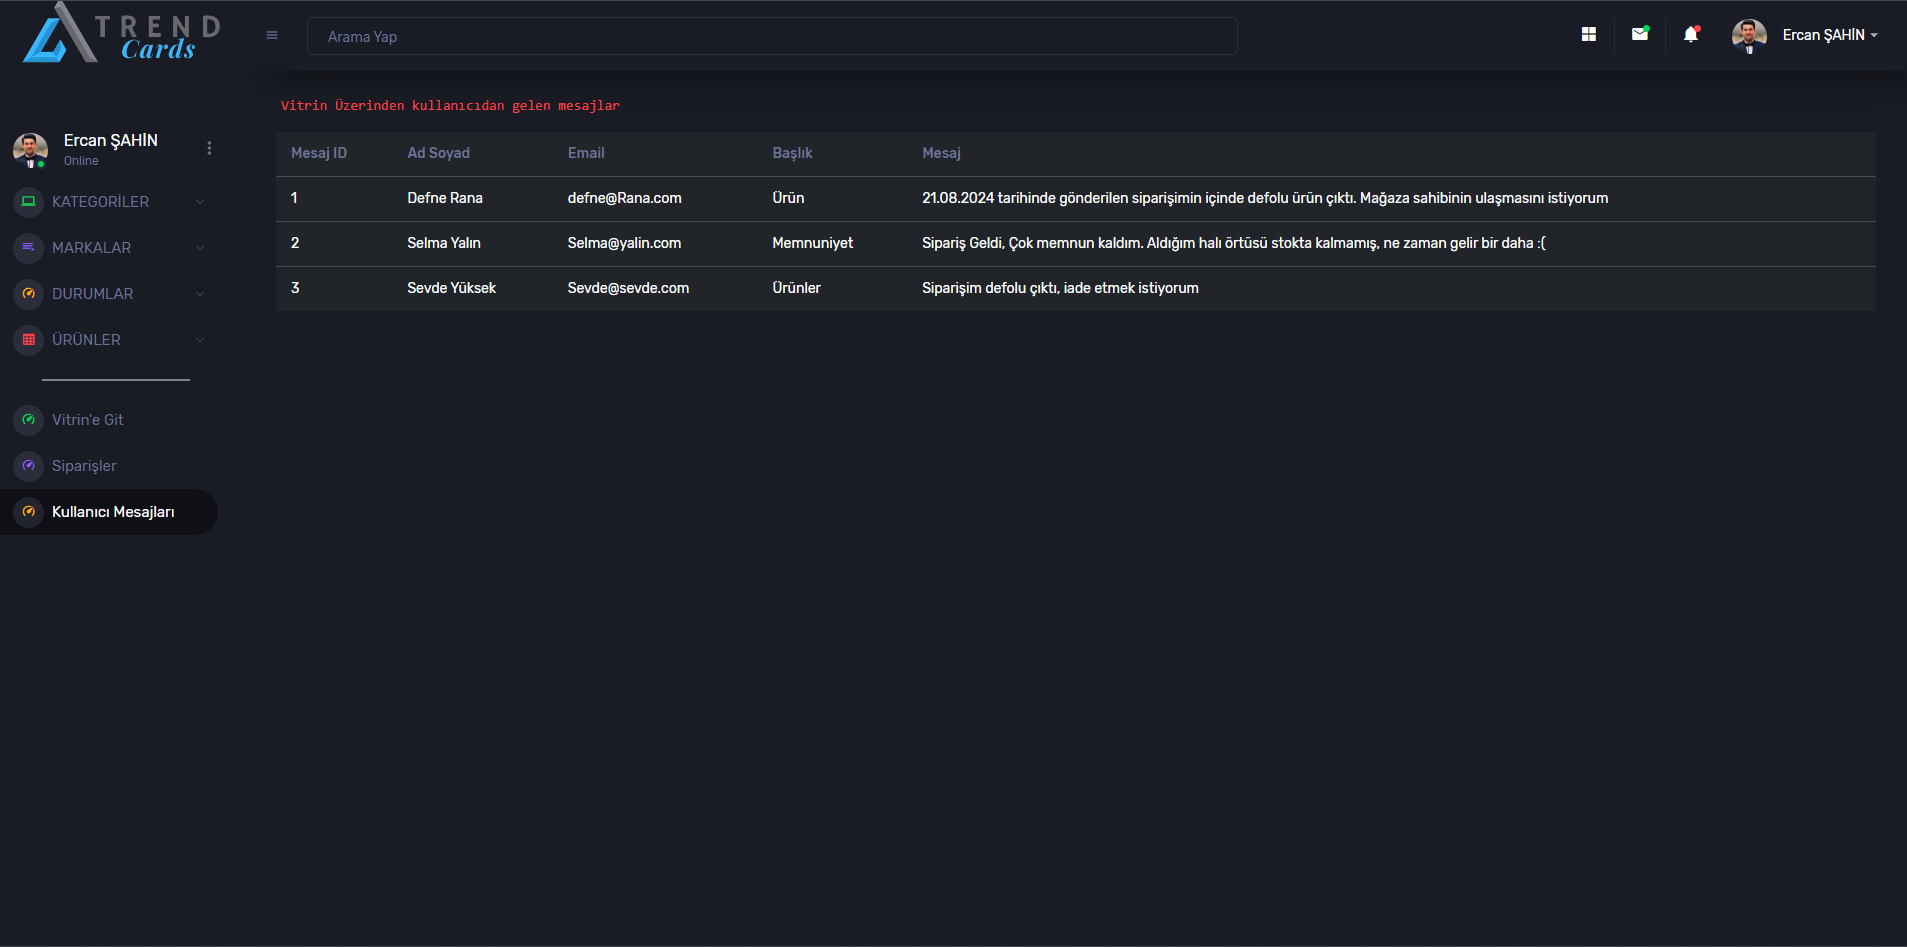 TREND
Cards
Arama Yap
Ercan ŞAHİN
Vitrin Üzerinden kullanıcıdan gelen mesajlar
Ercan ŞAHİN
Online
KATEGORİLER
MARKALAR
DURUMLAR
ÜRÜNLER
Vitrin'e Git
Siparişler
Kullanıcı Mesajları
Mesaj ID Ad Soyad Email Başlık Mesaj
1 Defne Rana defne@Rana.com Ürün 21.08.2024 tarihinde gönderilen siparişimin içinde defolu ürün çıktı. Mağaza sahibinin ulaşmasını istiyorum
2 Selma Yalın Selma@yalin.com Memnuniyet Sipariş Geldi, Çok memnun kaldım. Aldığım halı örtüsü stokta kalmamış, ne zaman gelir bir daha :(
3 Sevde Yüksek Sevde@sevde.com Ürünler Siparişim defolu çıktı, iade etmek istiyorum